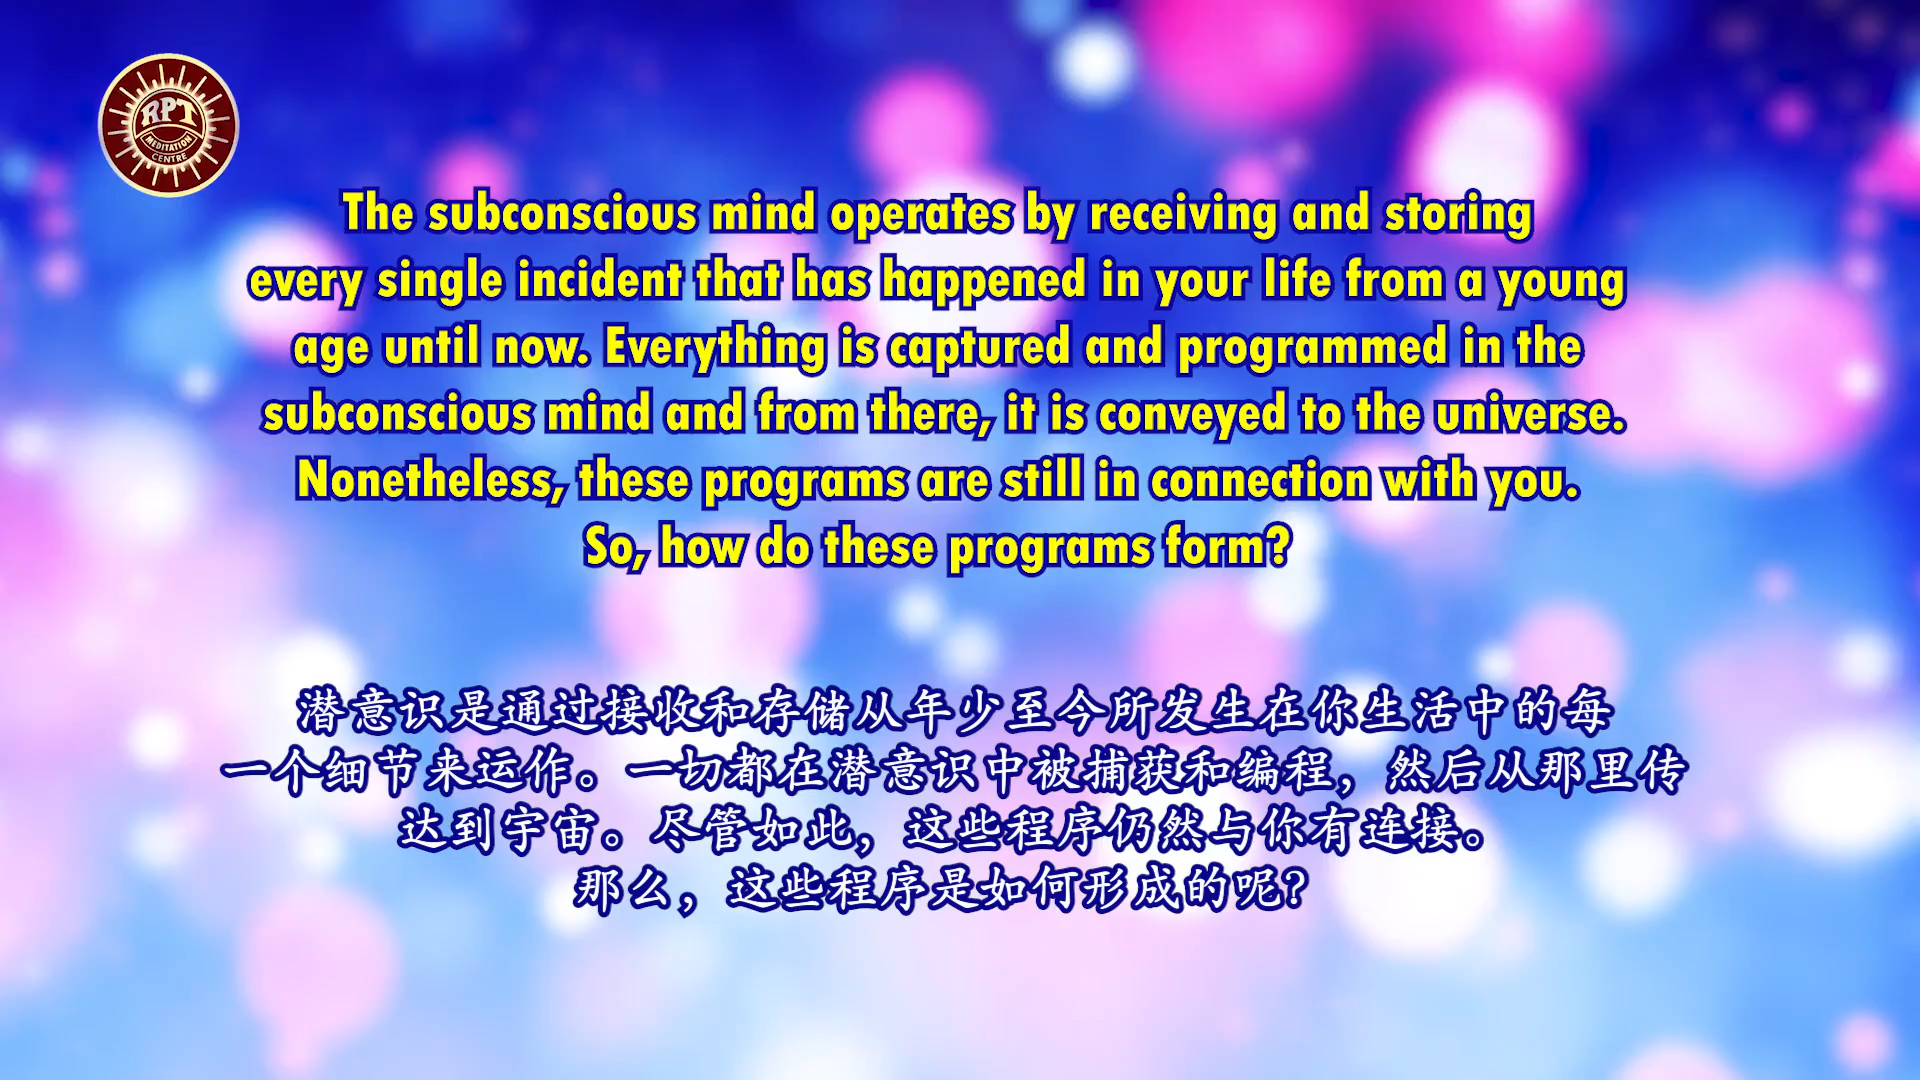 RPT
MEDITATION
CENTRE
The subconscious mind operates by receiving and storing
every single incident that has happened in your life from a young
age until now. Everything is captured and programmed in the
subconscious mind and from there, it is conveyed to the universe.
Nonetheless, these programs are still in connection with you.
So, how do these programs form?
潜意识是通过接收和存储从年少至今所发生在你生活中的每
一个细节来运作。一切都在潜意识中被捕获和编程，然后从那里传
达到宇宙。尽管如此，这些程序仍然与你有连接。
那么，这些程序是如何形成的呢？